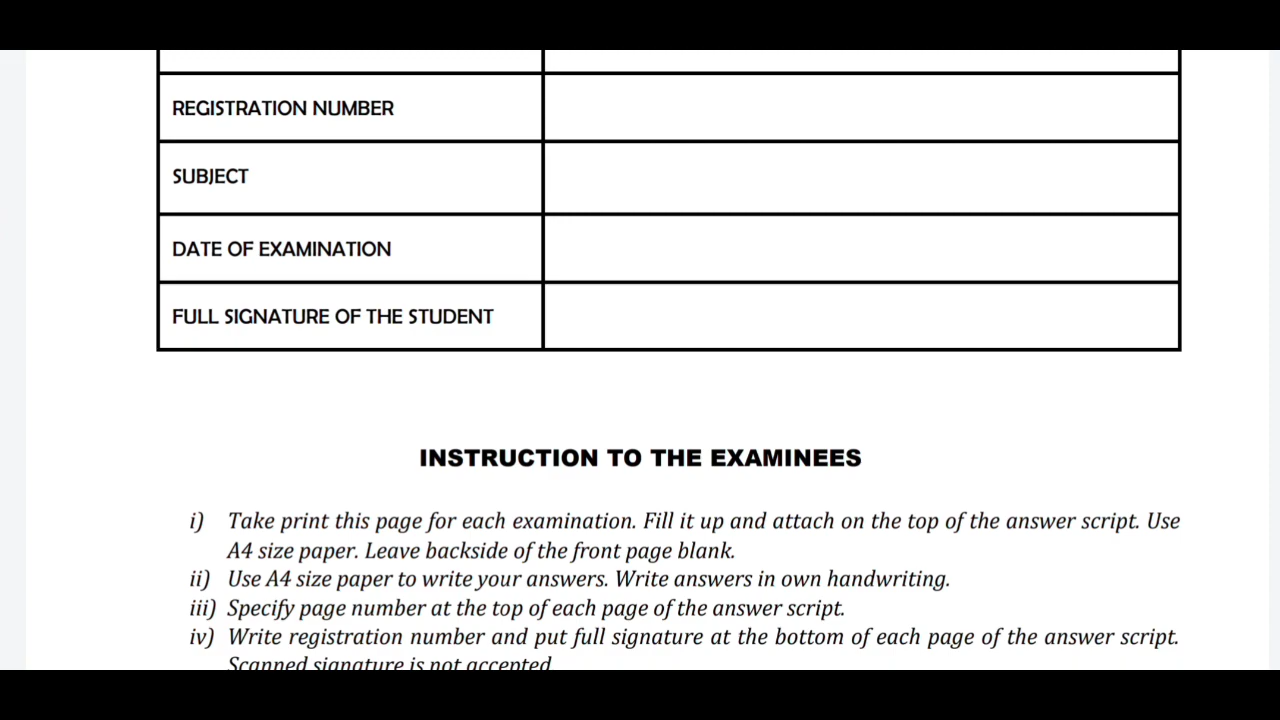 REGISTRATION NUMBER
SUBJECT
DATE OF EXAMINATION
FULL SIGNATURE OF THE STUDENT
INSTRUCTION TO THE EXAMINEES
i) Take print this page for each examination. Fill it up and attach on the top of the answer script. Use
A4 size paper. Leave backside of the front page blank.
ii) Use A4 size paper to write your answers. Write answers in own handwriting.
iii) Specify page number at the top of each page of the answer script.
iv) Write registration number and put full signature at the bottom of each page of the answer script.
Scanned signature is not accepted